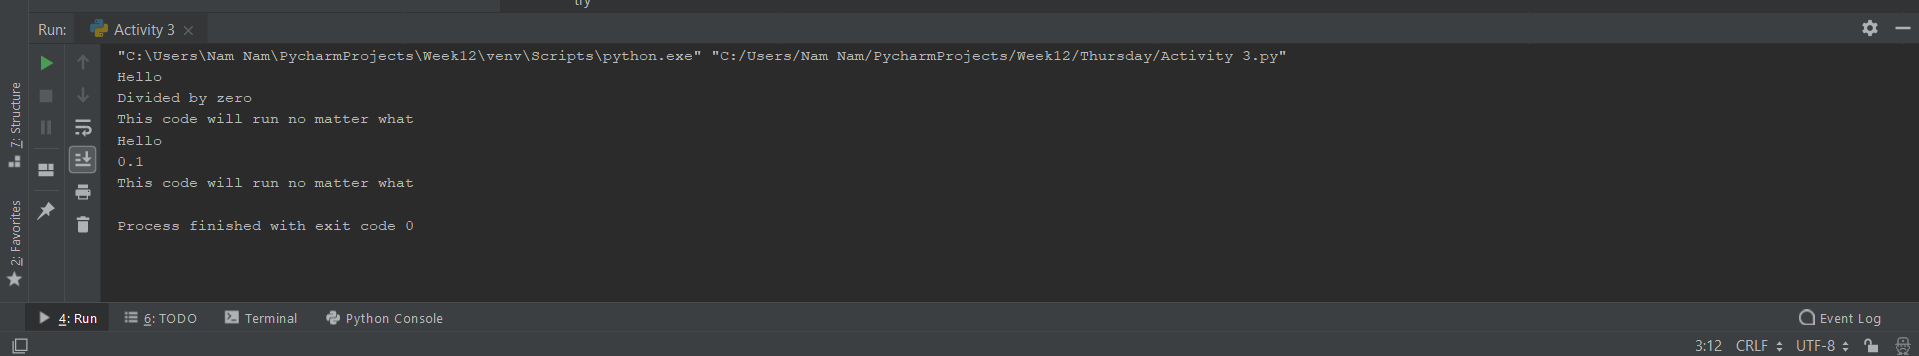 try
Run: Activity 3
"C:\Users\Nam Nam\PycharmProjects\Week12\venv\Scripts\python.exe" "C:/Users/Nam Nam/PycharmProjects/Week12/Thursday/Activity 3.py"
Hello
Divided by zero
This code will run no matter what
Hello
0.1
This code will run no matter what
Process finished with exit code 0
7: Structure
2: Favorites
4: Run 6: TODO Terminal Python Console Event Log
3:12 CRLF UTF-8